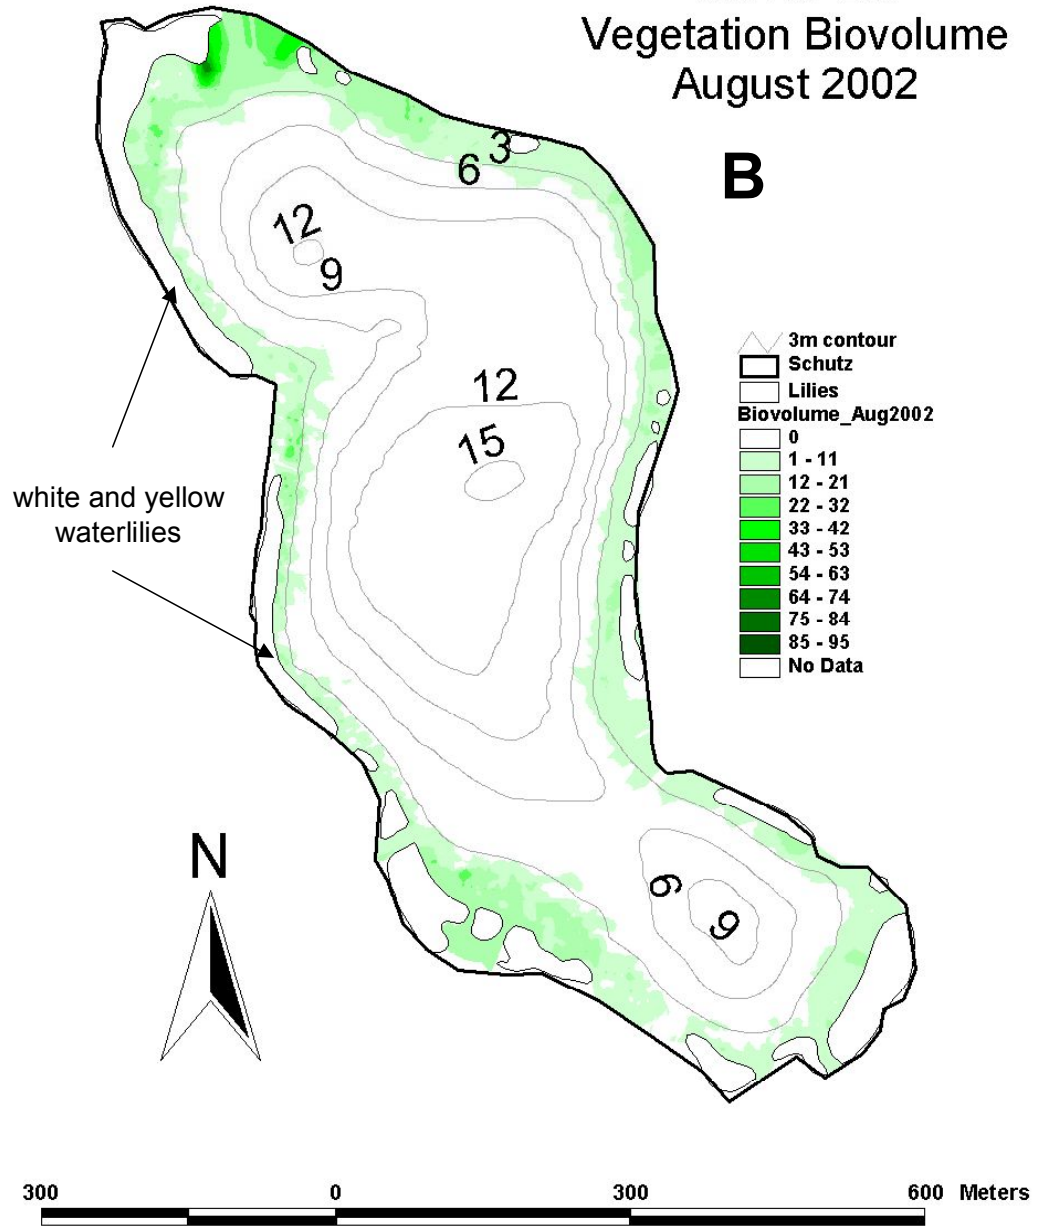 Vegetation Biovolume
August 2002
B
3
6
12
9
12
15
white and yellow
waterlilies
3m contour
Schutz
Lilies
Biovolume_Aug2002
0
1 - 11
12 - 21
22 - 32
33 - 42
43 - 53
54 - 63
64 - 74
75 - 84
85 - 95
No Data
N
6
9
300 0 300 600 Meters